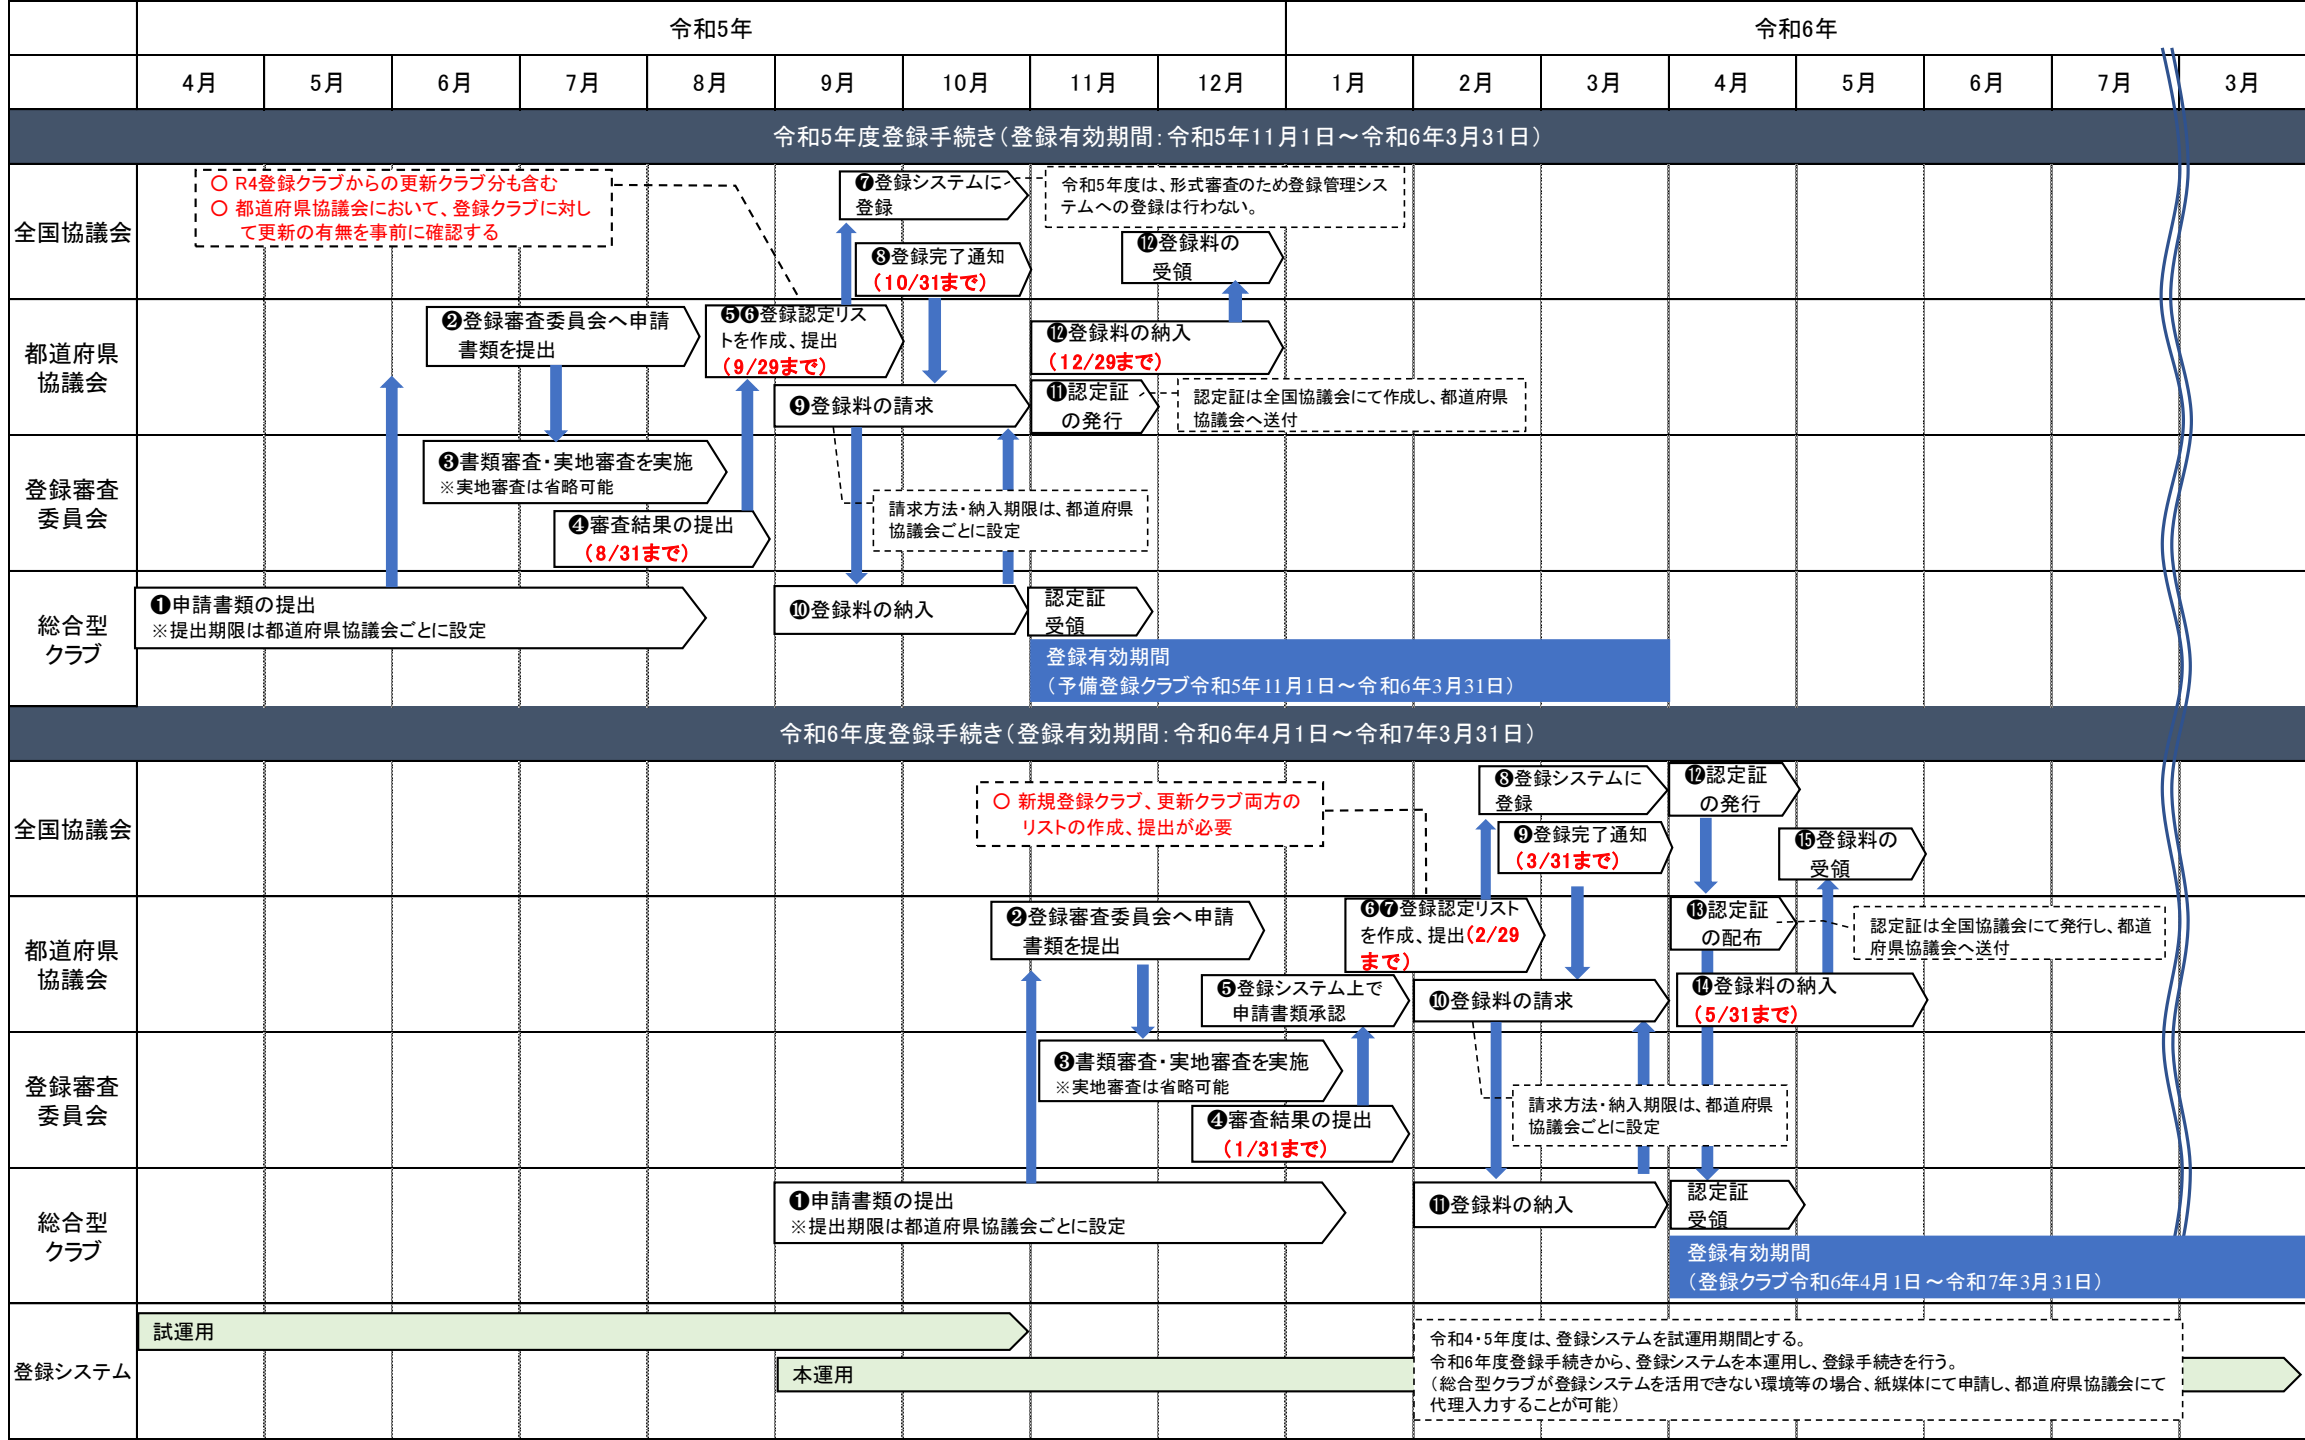 令和5年
令和6年
4月
5月
6月
7月
8月
9月
10月
11月
12月
1月
2月
3月
4月
5月
6月
7月
3月
令和5年度登録手続き（登録有効期間：令和5年11月1日～令和6年3月31日）
全国協議会
○ R4登録クラブからの更新クラブ分も含む
○ 都道府県協議会において、登録クラブに対し
て更新の有無を事前に確認する
❼登録システムに
登録
令和5年度は、形式審査のため登録管理シス
テムへの登録は行わない。
❽登録完了通知
（10/31まで）
⓬登録料の
受領
都道府県
協議会
❷登録審査委員会へ申請
書類を提出
❺❻登録認定リス
トを作成、提出
（9/29まで）
⓬登録料の納入
（12/29まで）
❾登録料の請求
⓫認定証
の発行
認定証は全国協議会にて作成し、都道府県
協議会へ送付
登録審査
委員会
❸書類審査・実地審査を実施
※実地審査は省略可能
❹審査結果の提出
（8/31まで）
請求方法・納入期限は、都道府県
協議会ごとに設定
総合型
クラブ
❶申請書類の提出
※提出期限は都道府県協議会ごとに設定
❿登録料の納入
認定証
受領
登録有効期間
（予備登録クラブ令和5年11月1日～令和6年3月31日）
令和6年度登録手続き（登録有効期間：令和6年4月1日～令和7年3月31日）
全国協議会
○ 新規登録クラブ、更新クラブ両方の
リストの作成、提出が必要
❽登録システムに
登録
❾登録完了通知
（3/31まで）
⓬認定証
の発行
⓯登録料の
受領
都道府県
協議会
❷登録審査委員会へ申請
書類を提出
❺登録システム上で
申請書類承認
❻❼登録認定リスト
を作成、提出（2/29
まで）
❿登録料の請求
⓭認定証
の配布
認定証は全国協議会にて発行し、都道
府県協議会へ送付
⓮登録料の納入
（5/31まで）
登録審査
委員会
❸書類審査・実地審査を実施
※実地審査は省略可能
❹審査結果の提出
（1/31まで）
請求方法・納入期限は、都道府県
協議会ごとに設定
総合型
クラブ
❶申請書類の提出
※提出期限は都道府県協議会ごとに設定
⓫登録料の納入
認定証
受領
登録有効期間
（登録クラブ令和6年4月1日～令和7年3月31日）
登録システム
試運用
本運用
令和4・5年度は、登録システムを試運用期間とする。
令和6年度登録手続きから、登録システムを本運用し、登録手続きを行う。
（総合型クラブが登録システムを活用できない環境等の場合、紙媒体にて申請し、都道府県協議会にて
代理入力することが可能）